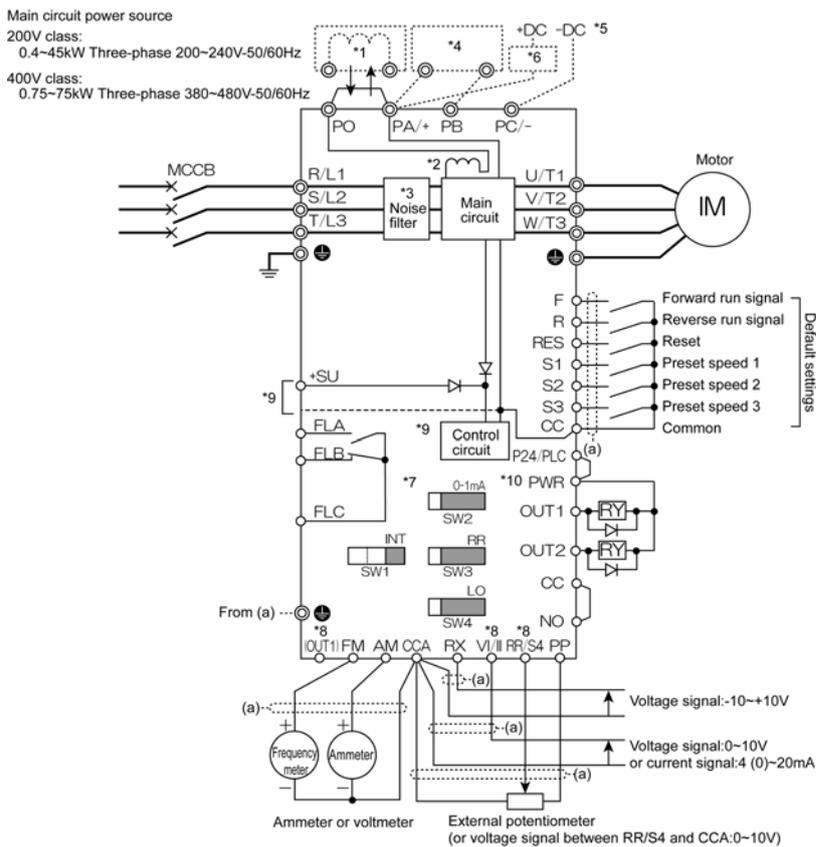 Main circuit power source
200V class:
0.4~45kW Three-phase 200~240V-50/60Hz
400V class:
0.75~75kW Three-phase 380~480V-50/60Hz
*1
*4
+DC -DC *5
*6
PO
PA/+
PB
PC/-
MCCB
R/L1
S/L2
T/L3
*3
Noise
filter
*2
Main
circuit
U/T1
V/T2
W/T3
Motor
IM
F
Forward run signal
R
Reverse run signal
RES
Reset
S1
Preset speed 1
S2
Preset speed 2
S3
Preset speed 3
CC
Common
Default settings
(a)
+SU
*9
*9
Control
circuit
FLA
FLB
FLC
P24/PLC
*10 PWR
OUT1
RY
OUT2
RY
CC
NO
*7
0-1mA
SW2
INT
SW1
RR
SW3
LO
SW4
From (a)
*8
*8
*8
(OUT1) FM AM CCA RX VI/II RR/S4 PP
(a)
(a)
(a)
(a)
+
+
Frequency
meter
Ammeter
−
−
Ammeter or voltmeter
Voltage signal:-10~+10V
Voltage signal:0~10V
or current signal:4 (0)~20mA
External potentiometer
(or voltage signal between RR/S4 and CCA:0~10V)